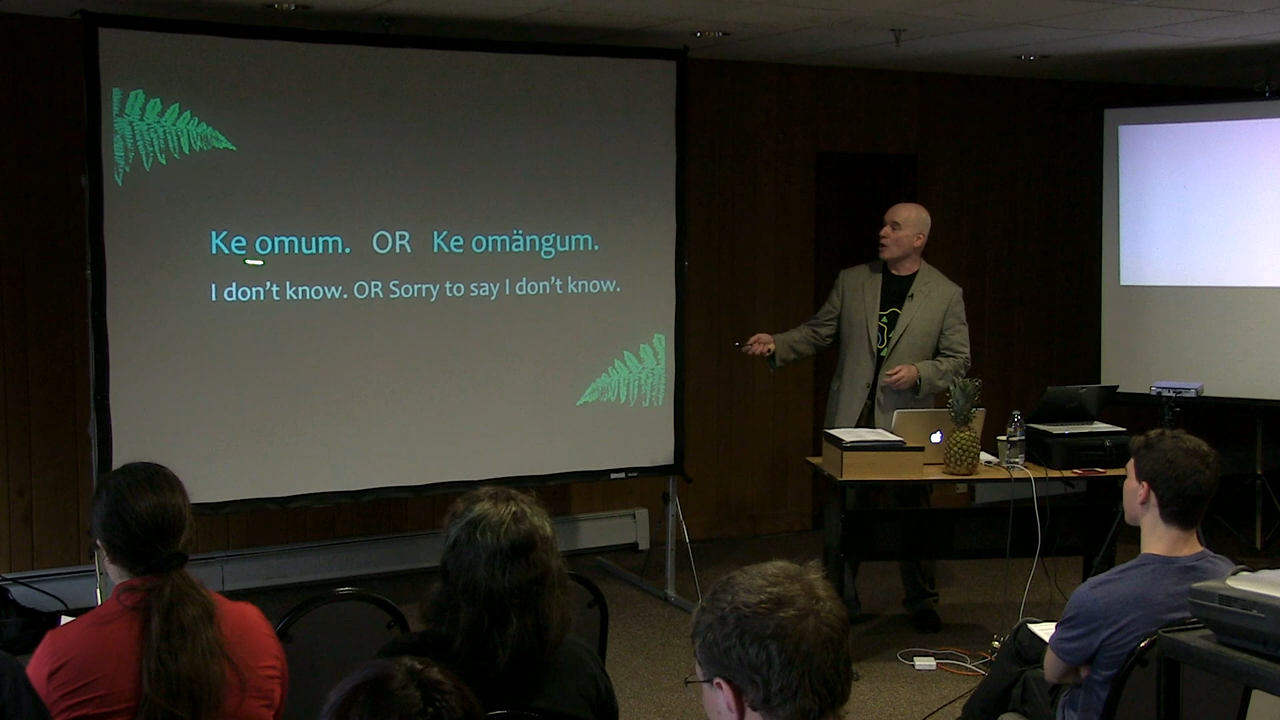 Ke omum. OR Ke omängum.
I don't know. OR Sorry to say I don't know.